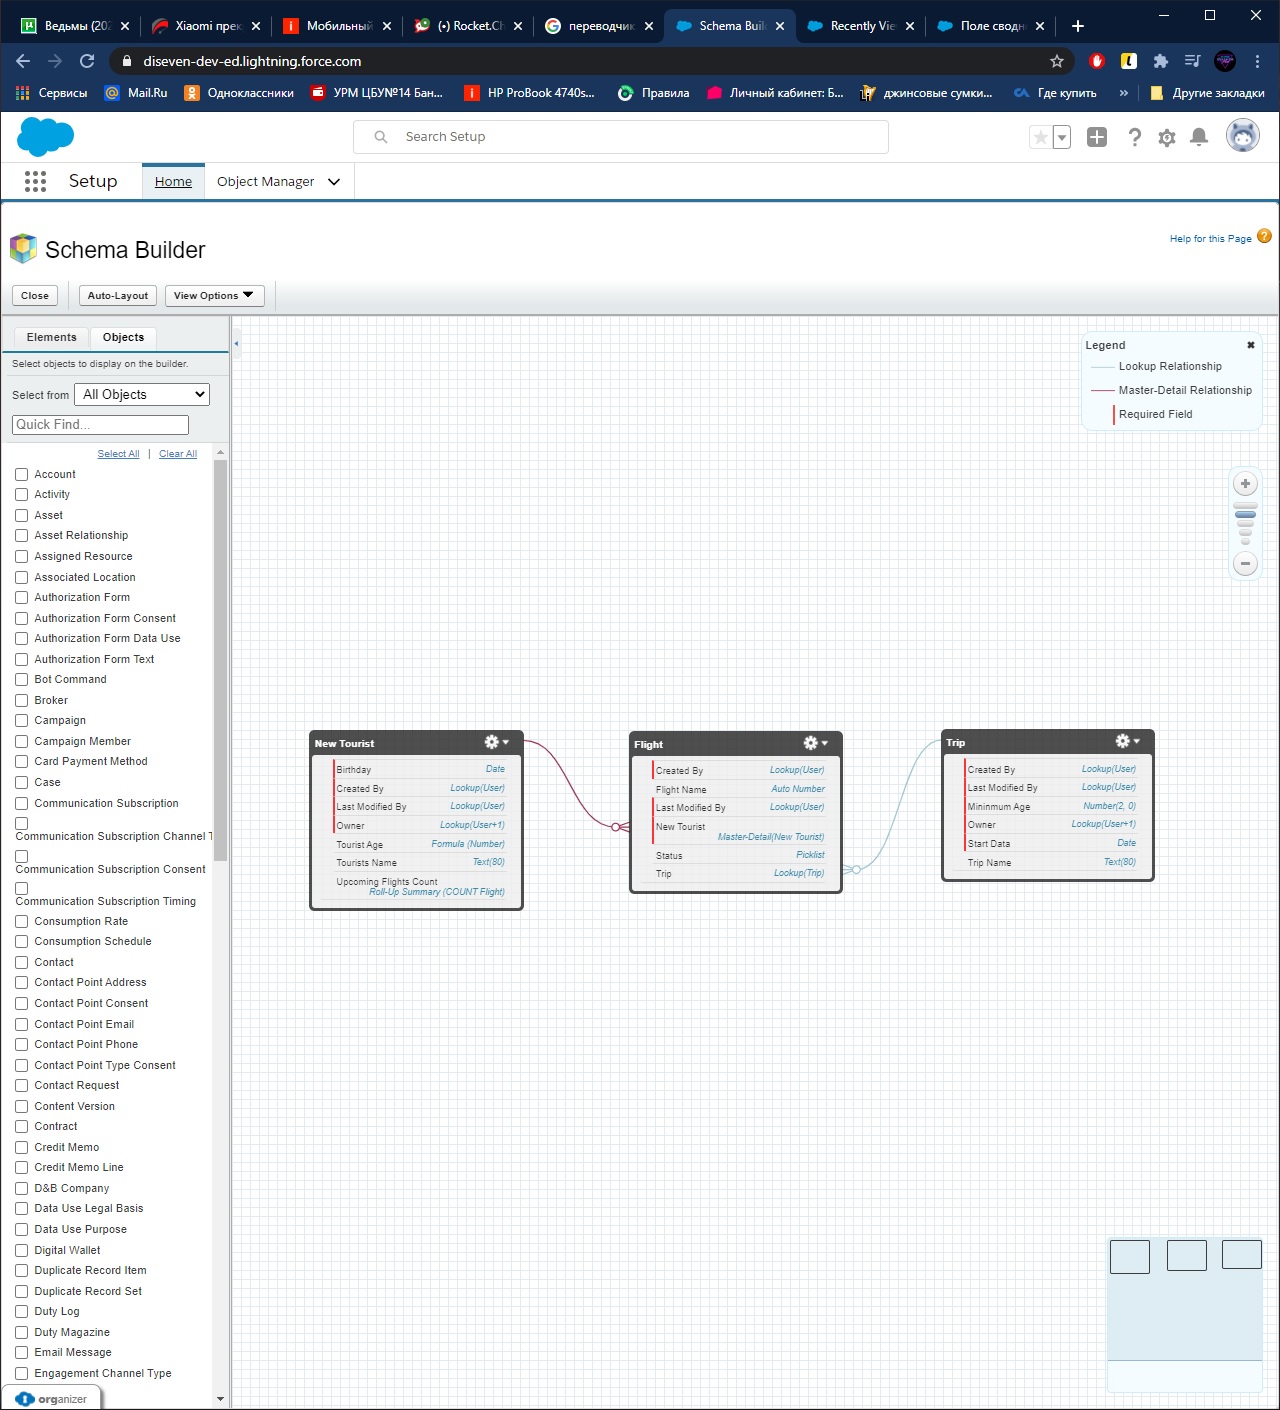 Ведьмы (202
Xiaomi прек
Мобильный
(•) Rocket.Ch
переводчик
Schema Buil
Recently Vie
Поле сводн
diseven-dev-ed.lightning.force.com
Сервисы
Mail.Ru
Одноклассники
УРМ ЦБУ№14 Бан...
HP ProBook 4740s...
Правила
Личный кабинет: Б...
джинсовые сумки...
Где купить
»
Другие закладки
Search Setup
Setup
Home
Object Manager
Schema Builder
Help for this Page
Close
Auto-Layout
View Options
Elements
Objects
Select objects to display on the builder.
Select from
All Objects
Quick Find...
Select All | Clear All
Account
Activity
Asset
Asset Relationship
Assigned Resource
Associated Location
Authorization Form
Authorization Form Consent
Authorization Form Data Use
Authorization Form Text
Bot Command
Broker
Campaign
Campaign Member
Card Payment Method
Case
Communication Subscription
Communication Subscription Channel T
Communication Subscription Consent
Communication Subscription Timing
Consumption Rate
Consumption Schedule
Contact
Contact Point Address
Contact Point Consent
Contact Point Email
Contact Point Phone
Contact Point Type Consent
Contact Request
Content Version
Contract
Credit Memo
Credit Memo Line
D&B Company
Data Use Legal Basis
Data Use Purpose
Digital Wallet
Duplicate Record Item
Duplicate Record Set
Duty Log
Duty Magazine
Email Message
Engagement Channel Type
organizer
Legend
Lookup Relationship
Master-Detail Relationship
Required Field
New Tourist
Birthday Date
Created By Lookup(User)
Last Modified By Lookup(User)
Owner Lookup(User+1)
Tourist Age Formula (Number)
Tourists Name Text(80)
Upcoming Flights Count
Roll-Up Summary (COUNT Flight)
Flight
Created By Lookup(User)
Flight Name Auto Number
Last Modified By Lookup(User)
New Tourist
Master-Detail(New Tourist)
Status Picklist
Trip Lookup(Trip)
Trip
Created By Lookup(User)
Last Modified By Lookup(User)
Mininmum Age Number(2, 0)
Owner Lookup(User+1)
Start Data Date
Trip Name Text(80)